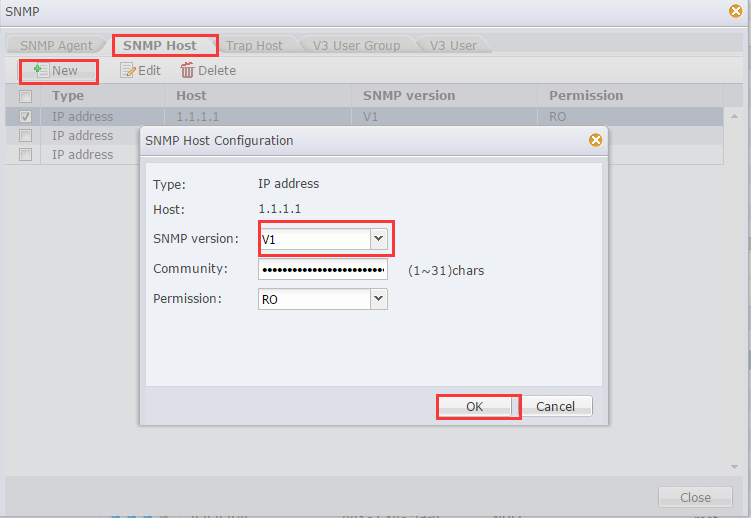 SNMP
SNMP Agent SNMP Host Trap Host V3 User Group V3 User
New Edit Delete
Type Host SNMP version Permission
IP address 1.1.1.1 V1 RO
IP address
IP address
SNMP Host Configuration
Type: IP address
Host: 1.1.1.1
SNMP version: V1
Community: •••••••••••••••••••••••• (1~31)chars
Permission: RO
OK Cancel
Close